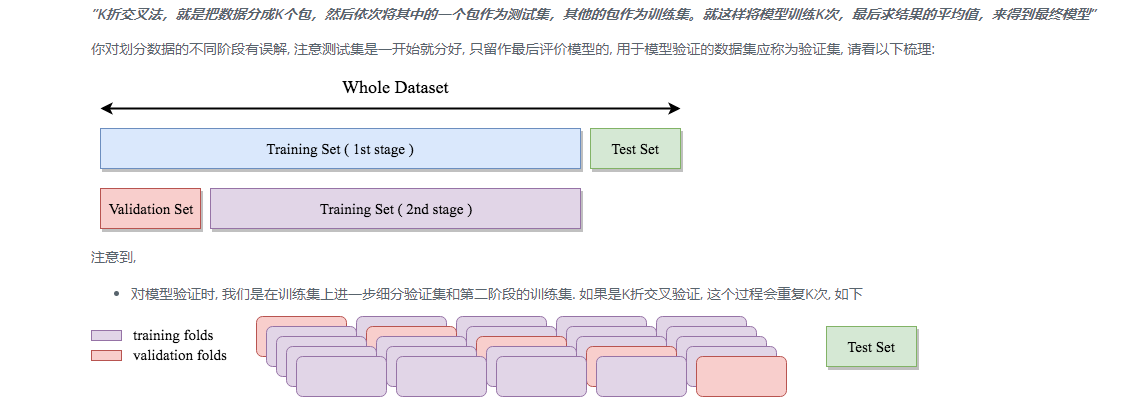 “K折交叉法，就是把数据分成K个包，然后依次将其中的一个包作为测试集，其他的包作为训练集。就这样将模型训练K次，最后求结果的平均值，来得到最终模型”
你对划分数据的不同阶段有误解, 注意测试集是一开始就分好, 只留作最后评价模型的, 用于模型验证的数据集应称为验证集, 请看以下梳理:
Whole Dataset
Training Set ( 1st stage )
Test Set
Validation Set
Training Set ( 2nd stage )
注意到,
• 对模型验证时, 我们是在训练集上进一步细分验证集和第二阶段的训练集. 如果是K折交叉验证, 这个过程会重复K次, 如下
training folds
validation folds
Test Set